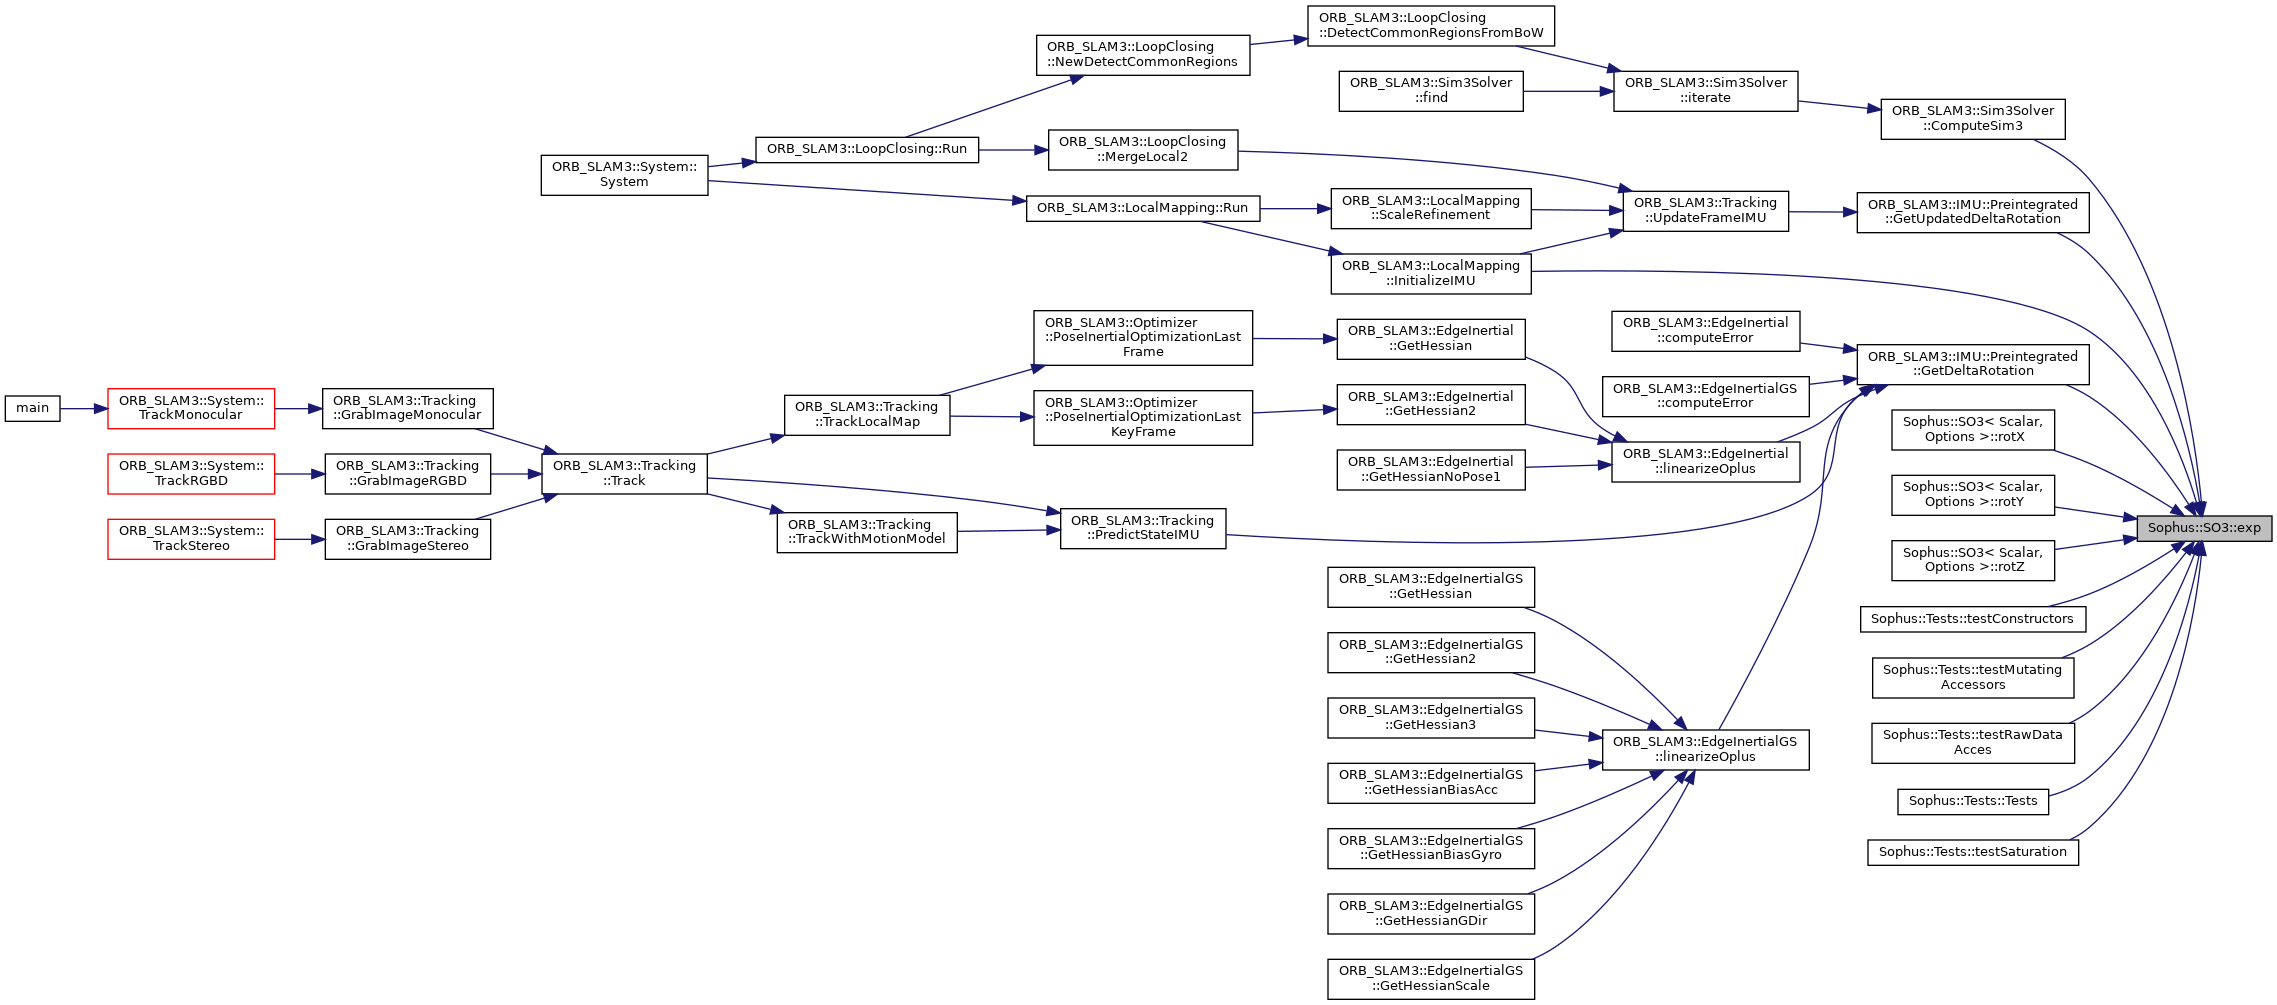 main
ORB_SLAM3::System::
TrackMonocular
ORB_SLAM3::System::
TrackRGBD
ORB_SLAM3::System::
TrackStereo
ORB_SLAM3::Tracking
::GrabImageMonocular
ORB_SLAM3::Tracking
::GrabImageRGBD
ORB_SLAM3::Tracking
::GrabImageStereo
ORB_SLAM3::System::
System
ORB_SLAM3::Tracking
::Track
ORB_SLAM3::LoopClosing::Run
ORB_SLAM3::Tracking
::TrackLocalMap
ORB_SLAM3::Tracking
::TrackWithMotionModel
ORB_SLAM3::LoopClosing
::NewDetectCommonRegions
ORB_SLAM3::LoopClosing
::MergeLocal2
ORB_SLAM3::LocalMapping::Run
ORB_SLAM3::Optimizer
::PoseInertialOptimizationLast
Frame
ORB_SLAM3::Optimizer
::PoseInertialOptimizationLast
KeyFrame
ORB_SLAM3::Tracking
::PredictStateIMU
ORB_SLAM3::LoopClosing
::DetectCommonRegionsFromBoW
ORB_SLAM3::Sim3Solver
::find
ORB_SLAM3::LocalMapping
::ScaleRefinement
ORB_SLAM3::LocalMapping
::InitializeIMU
ORB_SLAM3::EdgeInertial
::GetHessian
ORB_SLAM3::EdgeInertial
::GetHessian2
ORB_SLAM3::EdgeInertial
::GetHessianNoPose1
ORB_SLAM3::EdgeInertialGS
::GetHessian
ORB_SLAM3::EdgeInertialGS
::GetHessian2
ORB_SLAM3::EdgeInertialGS
::GetHessian3
ORB_SLAM3::EdgeInertialGS
::GetHessianBiasAcc
ORB_SLAM3::EdgeInertialGS
::GetHessianBiasGyro
ORB_SLAM3::EdgeInertialGS
::GetHessianGDir
ORB_SLAM3::EdgeInertialGS
::GetHessianScale
ORB_SLAM3::Sim3Solver
::iterate
ORB_SLAM3::Tracking
::UpdateFrameIMU
ORB_SLAM3::EdgeInertial
::computeError
ORB_SLAM3::EdgeInertialGS
::computeError
ORB_SLAM3::EdgeInertial
::linearizeOplus
ORB_SLAM3::EdgeInertialGS
::linearizeOplus
ORB_SLAM3::Sim3Solver
::ComputeSim3
ORB_SLAM3::IMU::Preintegrated
::GetUpdatedDeltaRotation
ORB_SLAM3::IMU::Preintegrated
::GetDeltaRotation
Sophus::SO3< Scalar,
Options >::rotX
Sophus::SO3< Scalar,
Options >::rotY
Sophus::SO3< Scalar,
Options >::rotZ
Sophus::Tests::testConstructors
Sophus::Tests::testMutating
Accessors
Sophus::Tests::testRawData
Acces
Sophus::Tests::Tests
Sophus::Tests::testSaturation
Sophus::SO3::exp